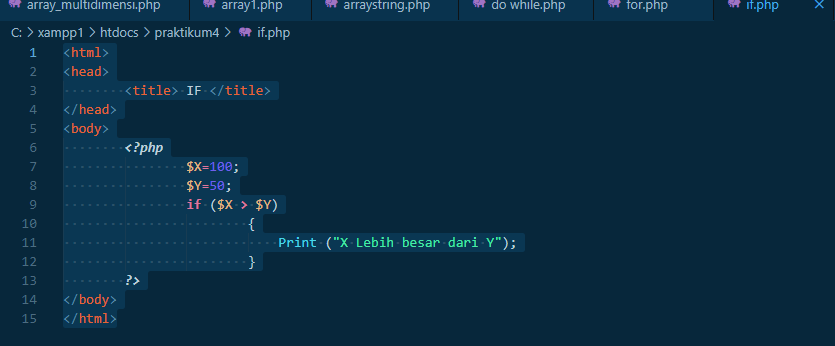 array_multidimensi.php array1.php arraystring.php do while.php for.php if.php
C: > xampp1 > htdocs > praktikum4 > if.php
1 <html>
2 <head>
3 <title> IF </title>
4 </head>
5 <body>
6 <?php
7 $X=100;
8 $Y=50;
9 if ($X > $Y)
10 {
11 Print ("X Lebih besar dari Y");
12 }
13 ?>
14 </body>
15 </html>